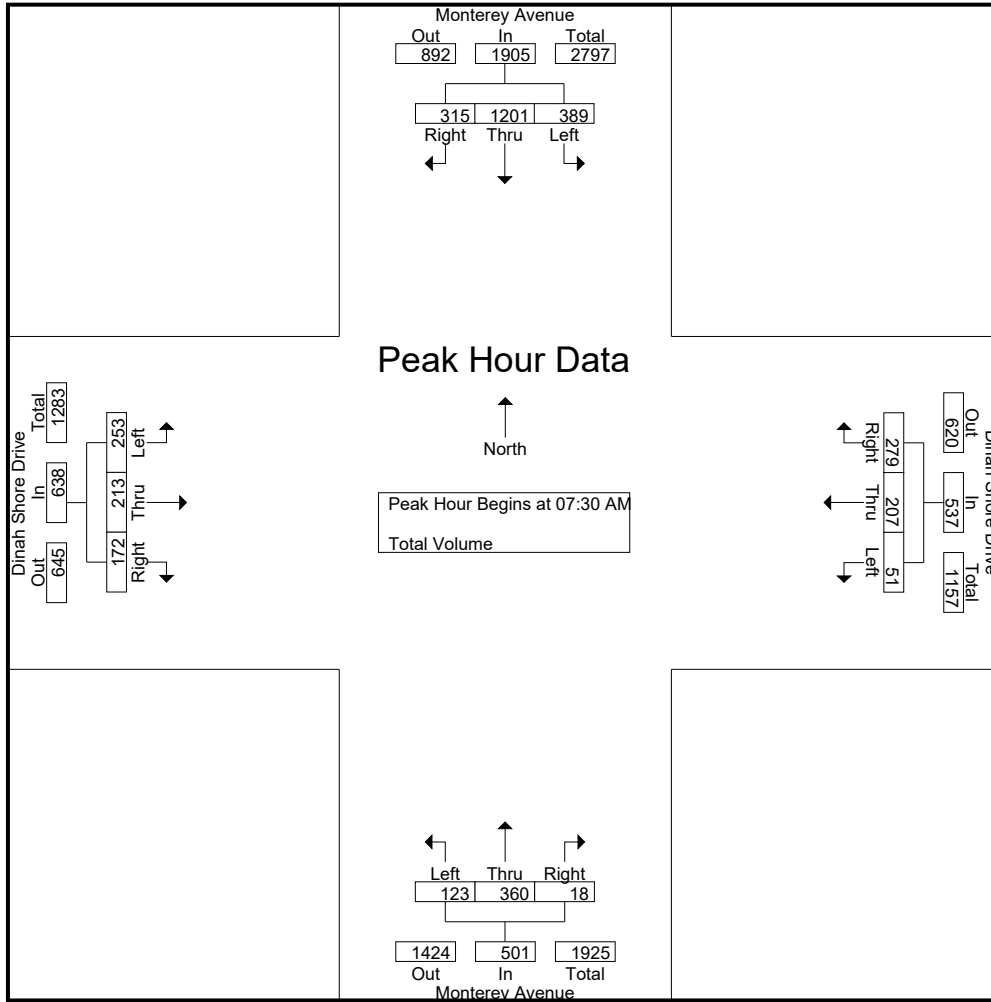 Monterey Avenue
Out In Total
892 1905 2797
315 1201 389
Right Thru Left
Peak Hour Data
North
Peak Hour Begins at 07:30 AM
Total Volume
Dinah Shore Drive
Out In Total
645 638 1283
Left Thru Right
253 213 172
Dinah Shore Drive
Out In Total
620 537 1157
Right Thru Left
279 207 51
Left Thru Right
123 360 18
1424 501 1925
Out In Total
Monterey Avenue